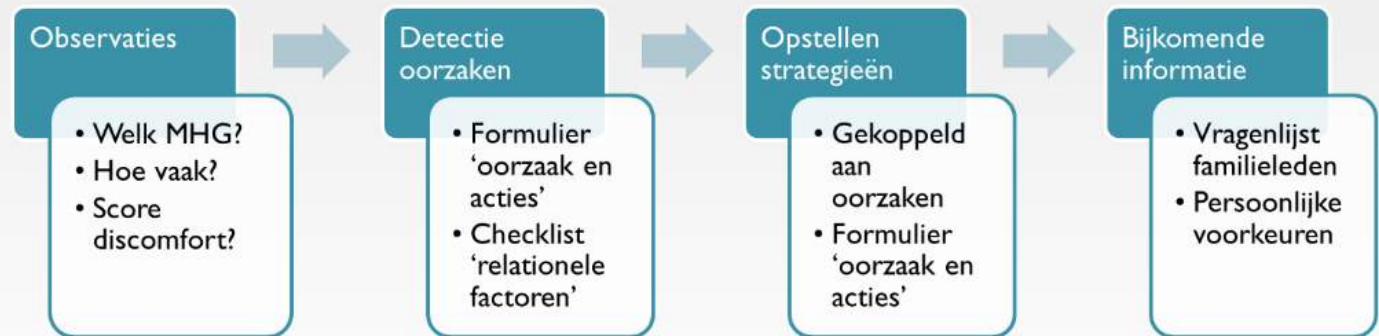 Observaties
• Welk MHG?
• Hoe vaak?
• Score
discomfort?
Detectie
oorzaken
• Formulier
‘oorzaak en
acties’
• Checklist
‘relationele
factoren’
Opstellen
strategieën
• Gekoppeld
aan
oorzaken
• Formulier
‘oorzaak en
acties’
Bijkomende
informatie
• Vragenlijst
familieleden
• Persoonlijke
voorkeuren